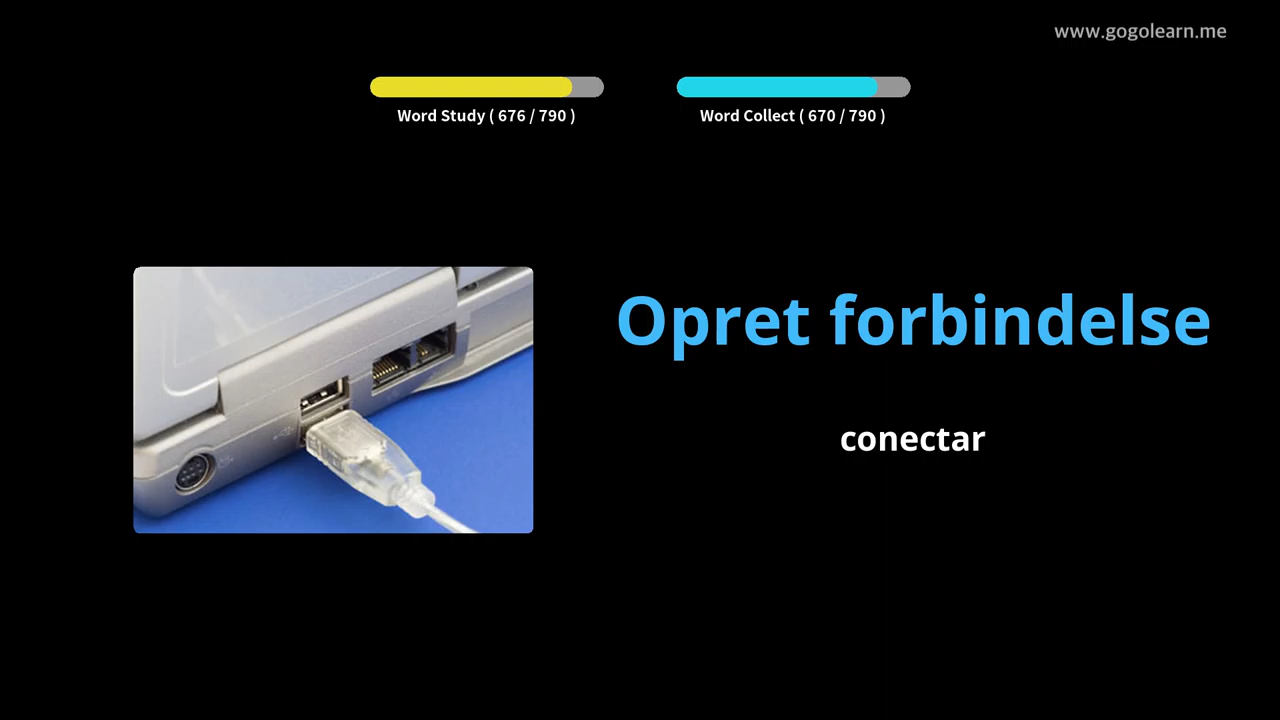 www.gogolearn.me
Word Study ( 676 / 790 )
Word Collect ( 670 / 790 )
Opret forbindelse
conectar